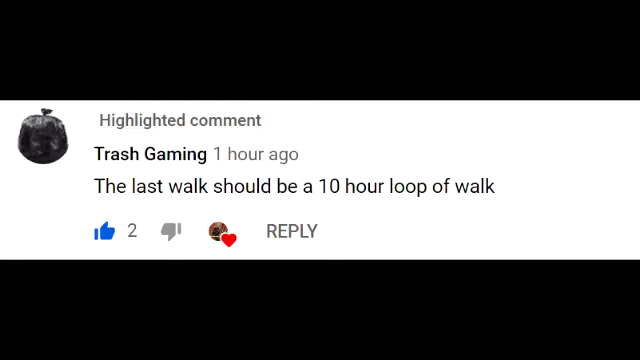 Highlighted comment
Trash Gaming 1 hour ago
The last walk should be a 10 hour loop of walk
2 REPLY